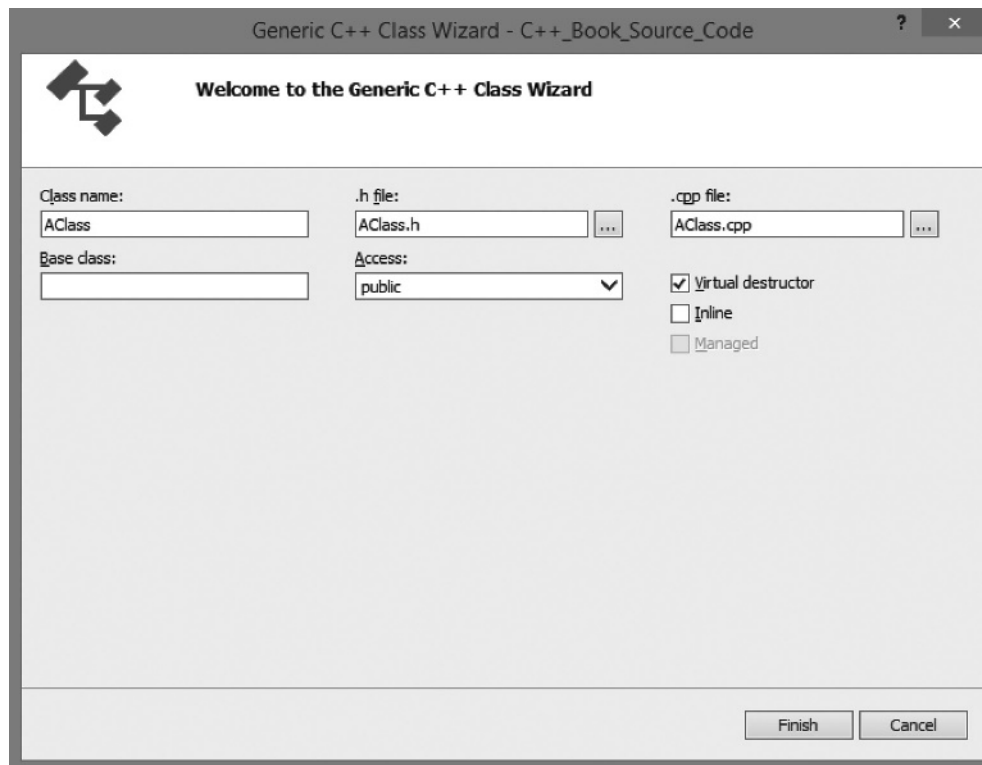 Generic C++ Class Wizard - C++_Book_Source_Code ? ×
Welcome to the Generic C++ Class Wizard
Class name: .h file: .cpp file:
AClass AClass.h ... AClass.cpp ...
Base class: Access:
public Virtual destructor
Inline
Managed
Finish Cancel